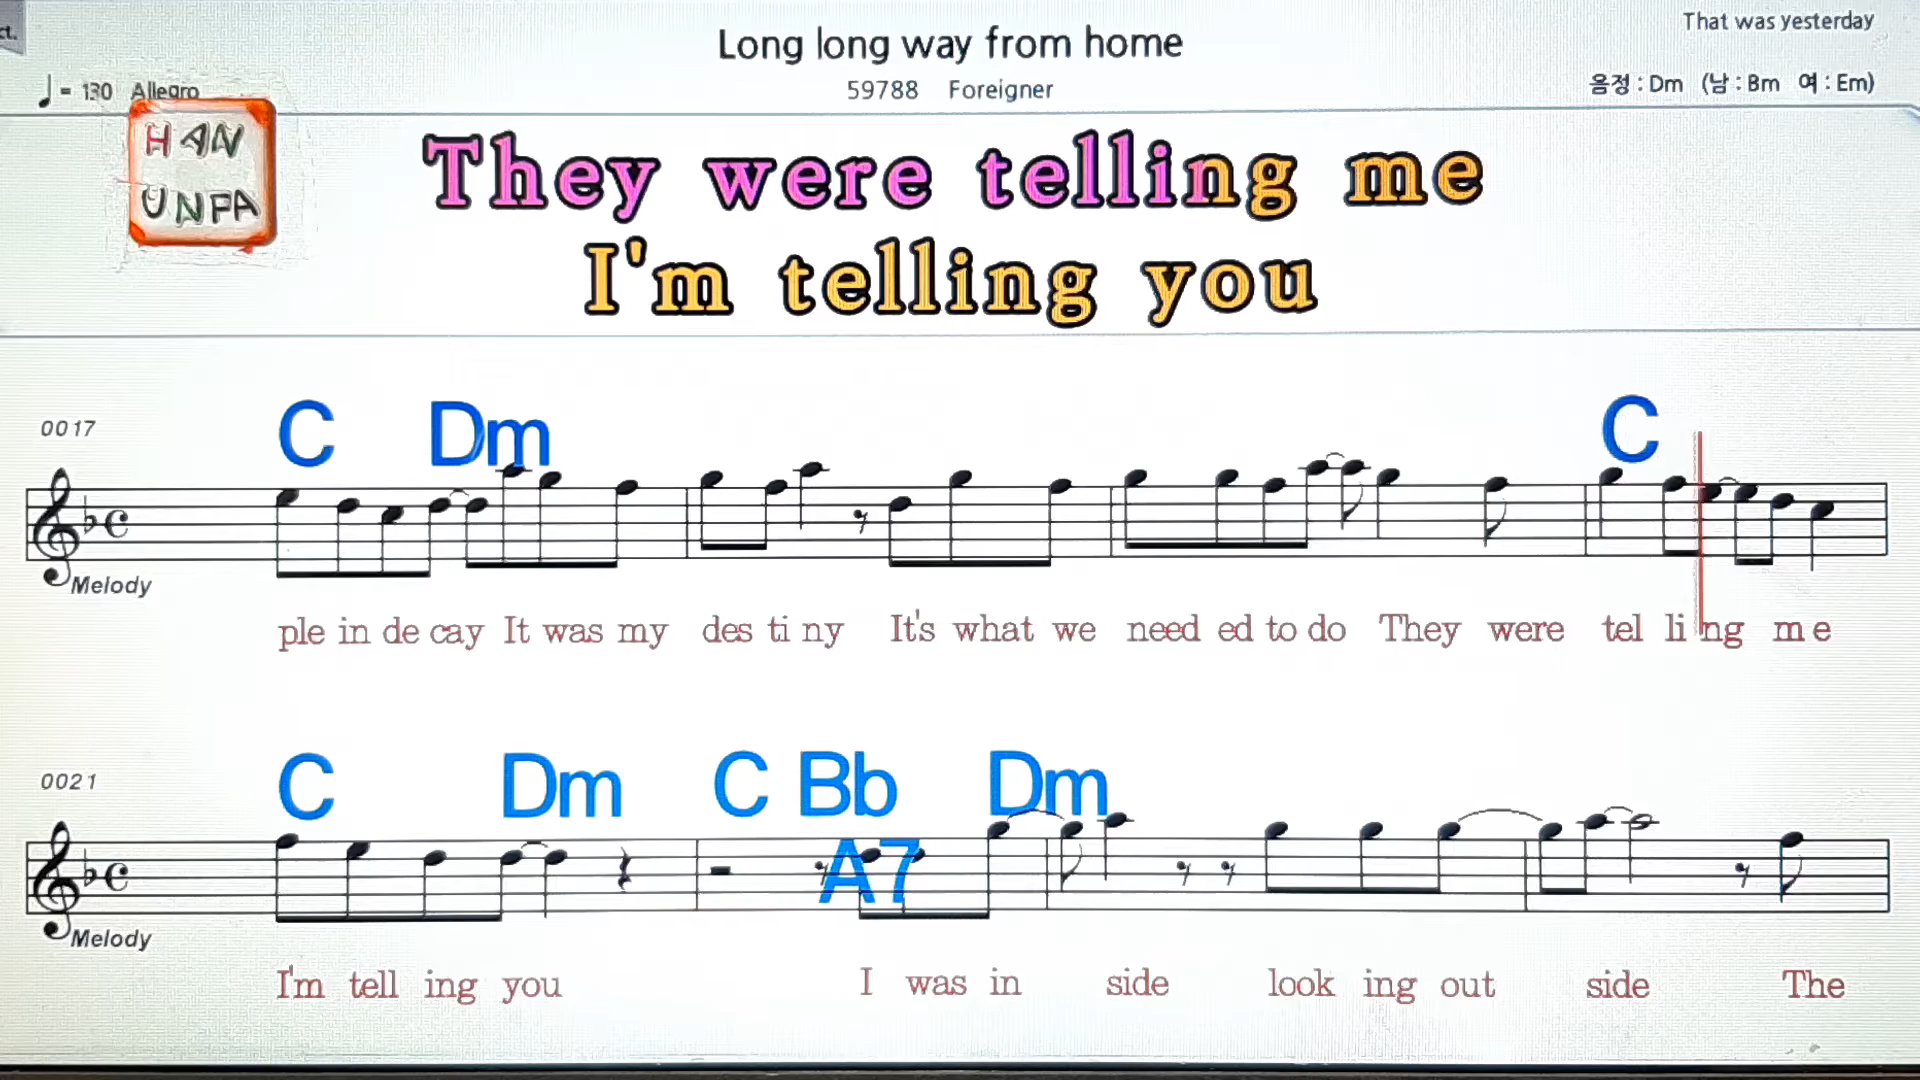 ct.
Long long way from home
That was yesterday
♩= 130 Allegro
59788 Foreigner
음정 : Dm (남 : Bm 여 : Em)
HAN
UNFA
They were telling me
I'm telling you
0017
C Dm C
Melody
ple in de cay It was my des ti ny It's what we need ed to do They were tel li ng me
0021
C Dm C Bb Dm
A7
Melody
I'm tell ing you I was in side look ing out side The